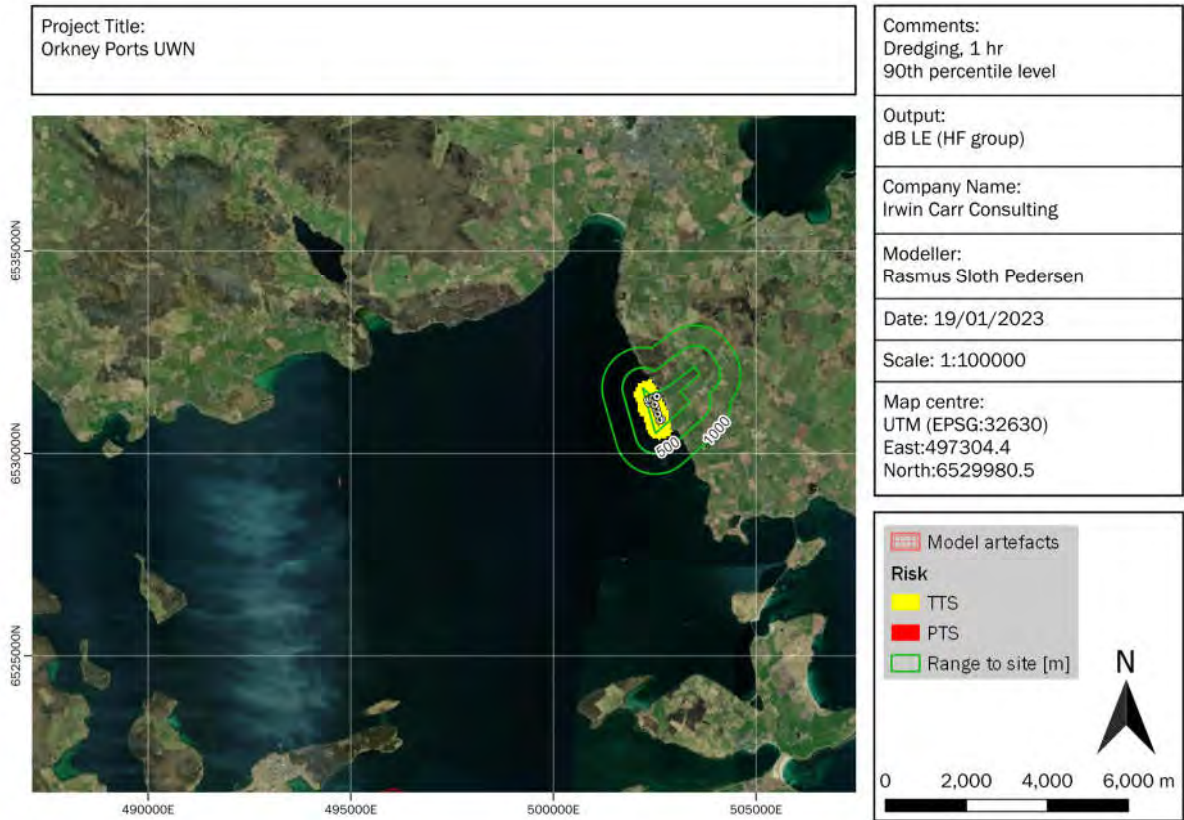 Project Title:
Orkney Ports UWN
Comments:
Dredging, 1 hr
90th percentile level
Output:
dB LE (HF group)
Company Name:
Irwin Carr Consulting
Modeller:
Rasmus Sloth Pedersen
Date: 19/01/2023
Scale: 1:100000
Map centre:
UTM (EPSG:32630)
East:497304.4
North:6529980.5
6535000N
6530000N
6525000N
500
1000
490000E
495000E
500000E
505000E
Model artefacts
Risk
TTS
PTS
Range to site [m]
N
0 2,000 4,000 6,000 m